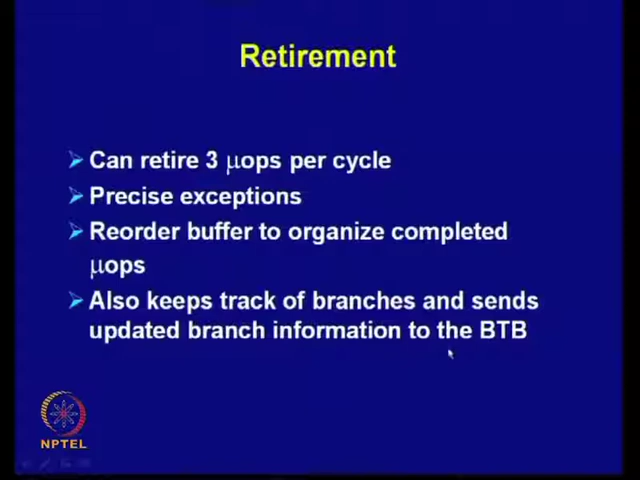 Retirement
Can retire 3 μops per cycle
Precise exceptions
Reorder buffer to organize completed
μops
Also keeps track of branches and sends
updated branch information to the BTB
NPTEL